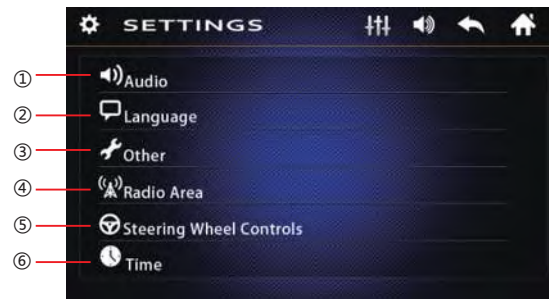 SETTINGS
① Audio
② Language
③ Other
④ Radio Area
⑤ Steering Wheel Controls
⑥ Time